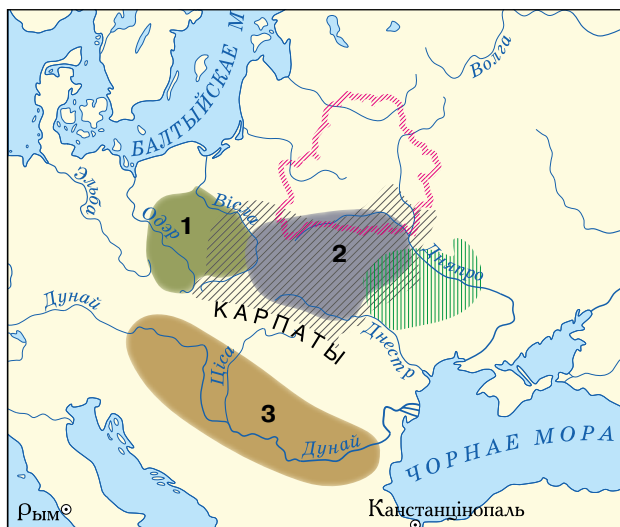 БАЛТЫЙСКАЕ М
Волга
Эльба
Одэр
Вісла
1
2
Дняпро
Дунай
КАРПАТЫ
Днестр
Ціса
3
Дунай
ЧОРНАЕ МОРА
Рым
Канстанцінопаль